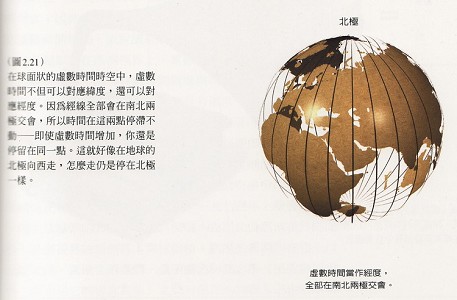 （圖2.21）
在球面狀的虛數時間時空中，虛數
時間不但可以對應緯度，還可以對
應經度。因爲經線全部會在南北兩
極交會，所以時間在這兩點停滯不
動——即使虛數時間增加，你還是
停留在同一點。這就好像在地球的
北極向西走，怎麼走仍是停在北極
一樣。
北極
虛數時間當作經度，
全部在南北兩極交會。